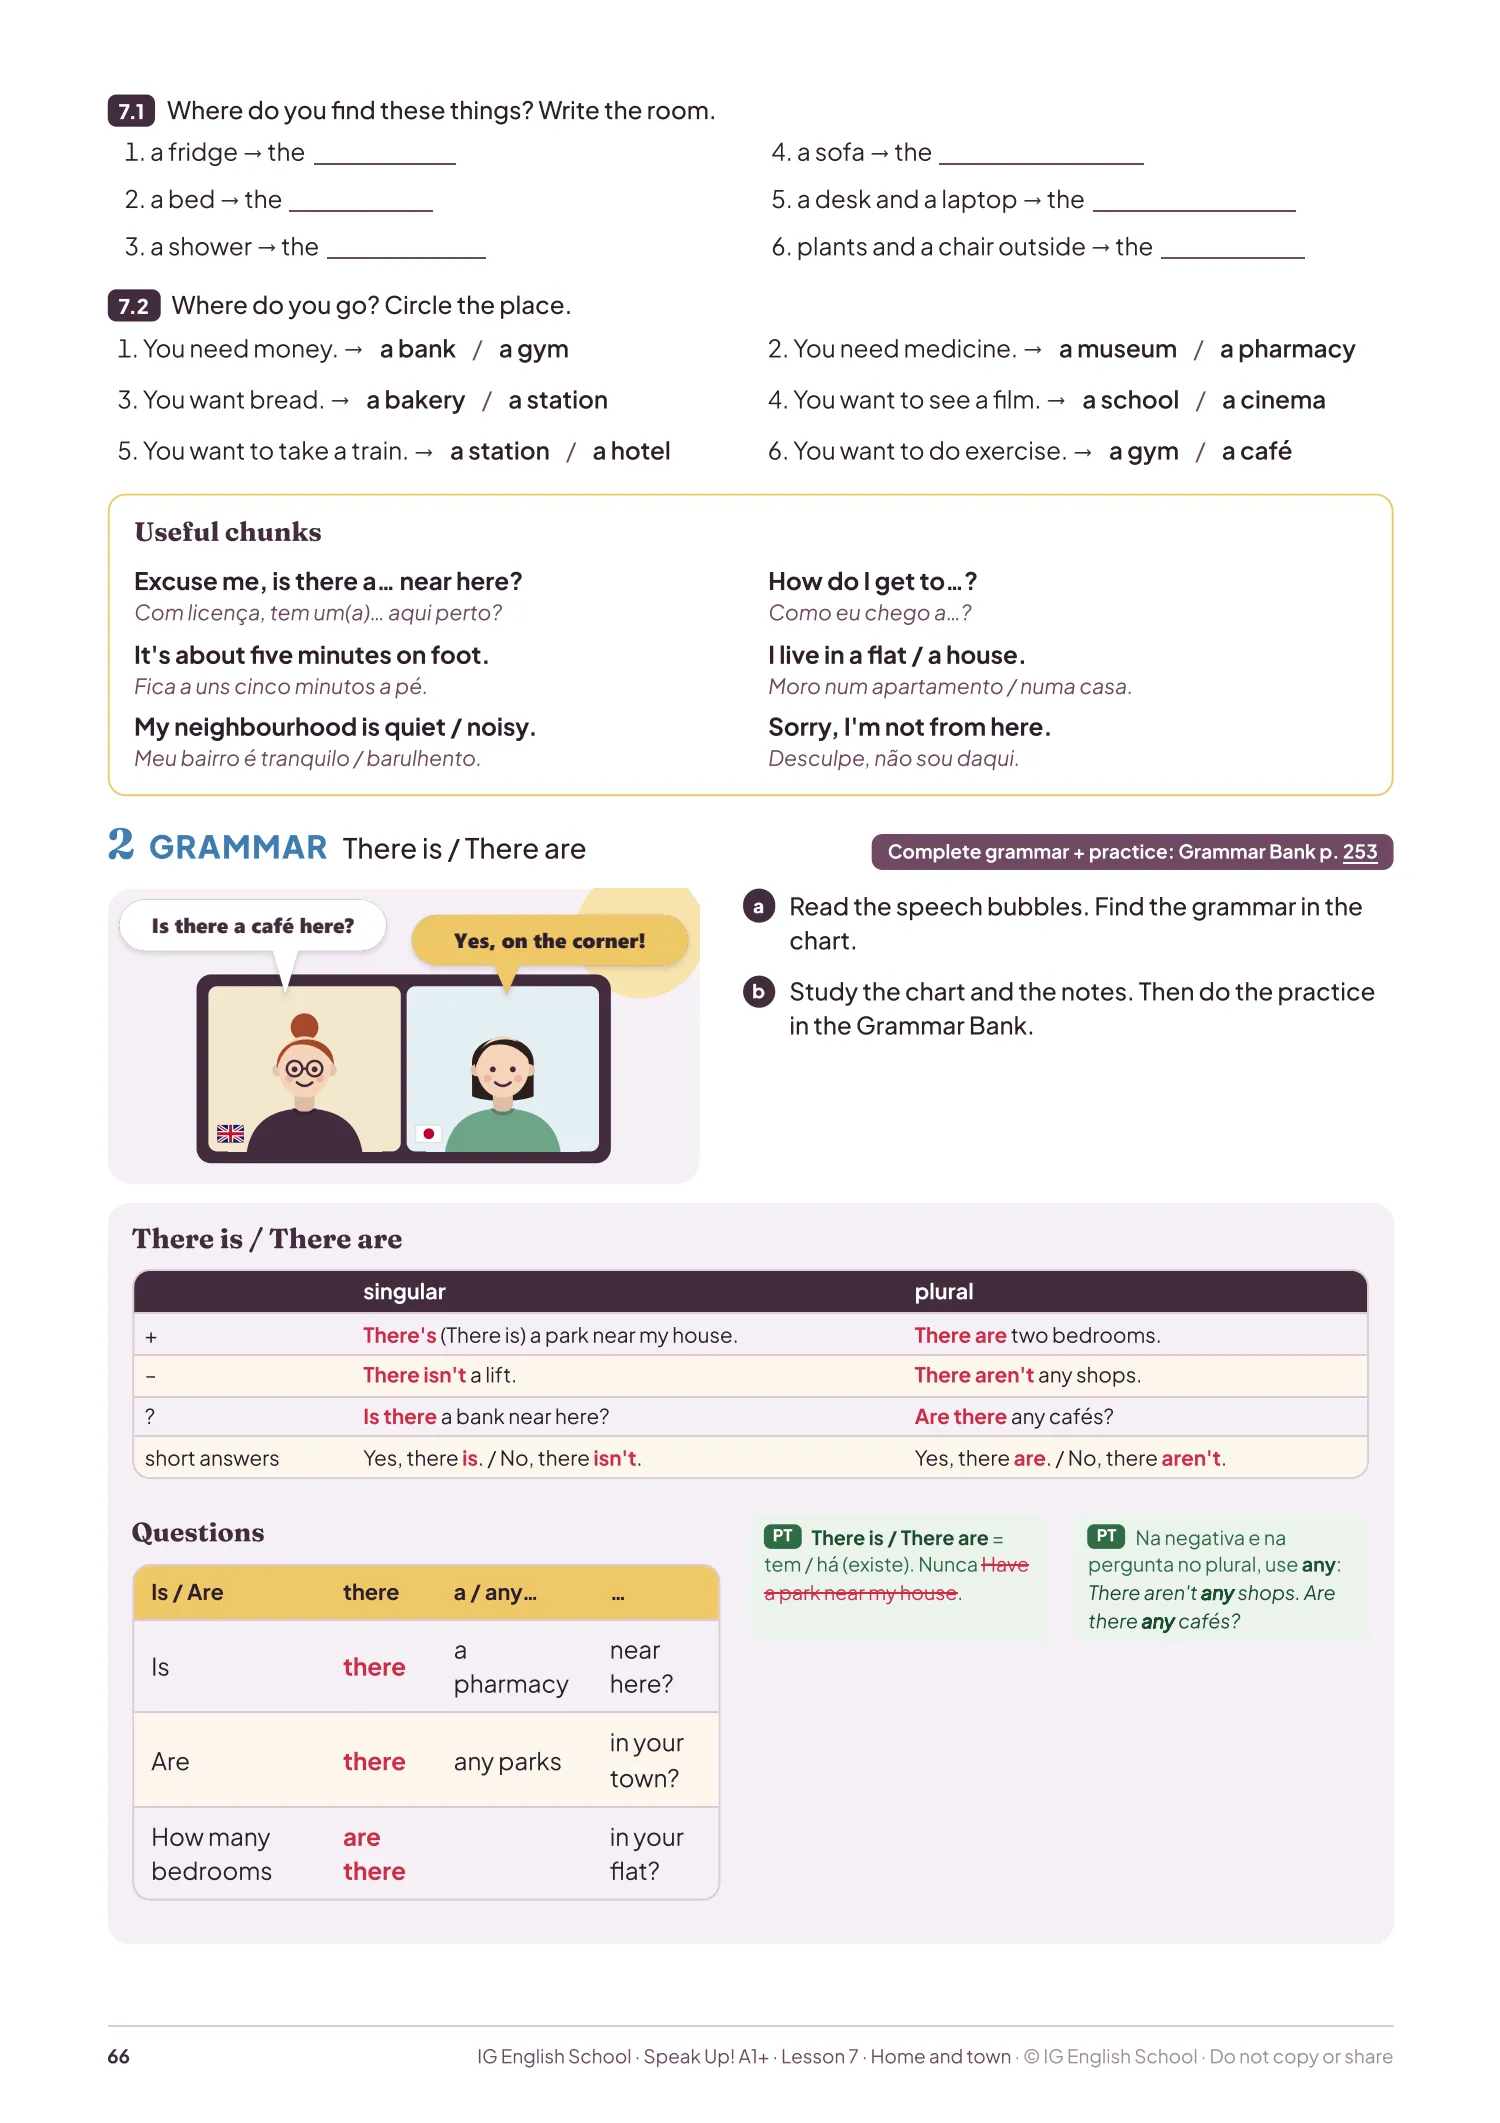 7.1 Where do you find these things? Write the room.
1. a fridge → the ____________
4. a sofa → the ____________
2. a bed → the ____________
5. a desk and a laptop → the ____________
3. a shower → the ____________
6. plants and a chair outside → the ____________
7.2 Where do you go? Circle the place.
1. You need money. → a bank / a gym
2. You need medicine. → a museum / a pharmacy
3. You want bread. → a bakery / a station
4. You want to see a film. → a school / a cinema
5. You want to take a train. → a station / a hotel
6. You want to do exercise. → a gym / a café
Useful chunks
Excuse me, is there a... near here?
Com licença, tem um(a)... aqui perto?
How do I get to...?
Como eu chego a...?
It's about five minutes on foot.
Fica a uns cinco minutos a pé.
I live in a flat / a house.
Moro num apartamento / numa casa.
My neighbourhood is quiet / noisy.
Meu bairro é tranquilo / barulhento.
Sorry, I'm not from here.
Desculpe, não sou daqui.
2 GRAMMAR There is / There are
Complete grammar + practice: Grammar Bank p. 253
Is there a café here?
Yes, on the corner!
a Read the speech bubbles. Find the grammar in the
chart.
b Study the chart and the notes. Then do the practice
in the Grammar Bank.
There is / There are
singular plural
+ There's (There is) a park near my house. There are two bedrooms.
– There isn't a lift. There aren't any shops.
? Is there a bank near here? Are there any cafés?
short answers Yes, there is. / No, there isn't. Yes, there are. / No, there aren't.
Questions
Is / Are there a / any... ...
Is there a pharmacy near here?
Are there any parks in your town?
How many bedrooms are there in your flat?
PT There is / There are =
tem / há (existe). Nunca Have
a park near my house.
PT Na negativa e na
pergunta no plural, use any:
There aren't any shops. Are
there any cafés?
66
IG English School · Speak Up! A1+ · Lesson 7 · Home and town · © IG English School · Do not copy or share